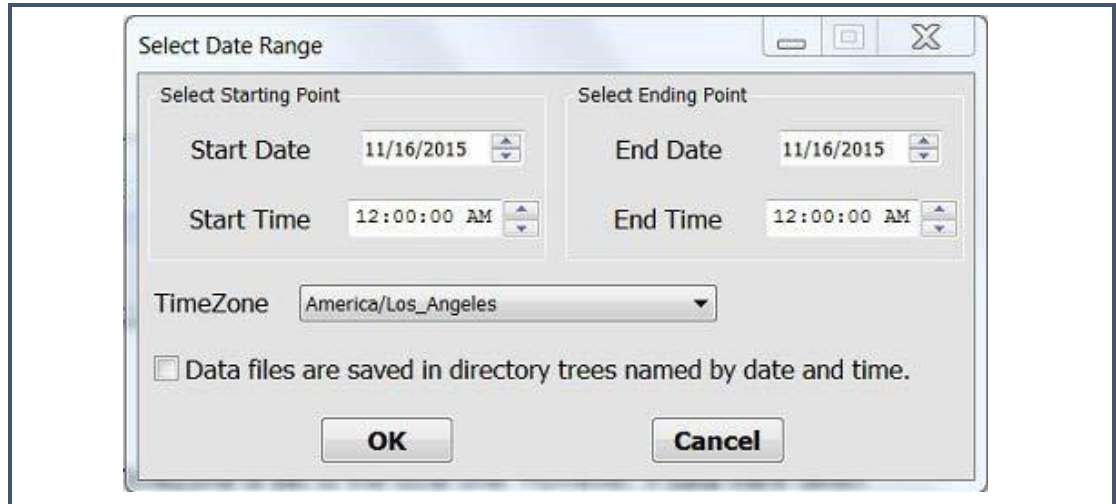 Select Date Range
Select Starting Point
Select Ending Point
Start Date 11/16/2015
End Date 11/16/2015
Start Time 12:00:00 AM
End Time 12:00:00 AM
TimeZone America/Los_Angeles
Data files are saved in directory trees named by date and time.
OK
Cancel